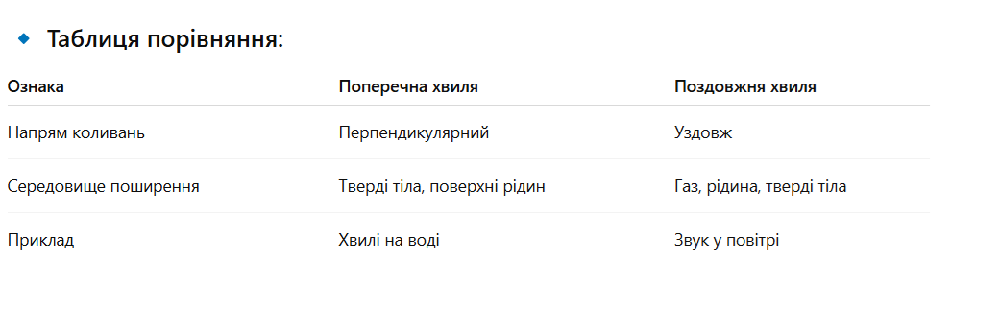 Таблиця порівняння:
Ознака Поперечна хвиля Поздовжня хвиля
Напрям коливань Перпендикулярний Уздовж
Середовище поширення Тверді тіла, поверхні рідин Газ, рідина, тверді тіла
Приклад Хвилі на воді Звук у повітрі